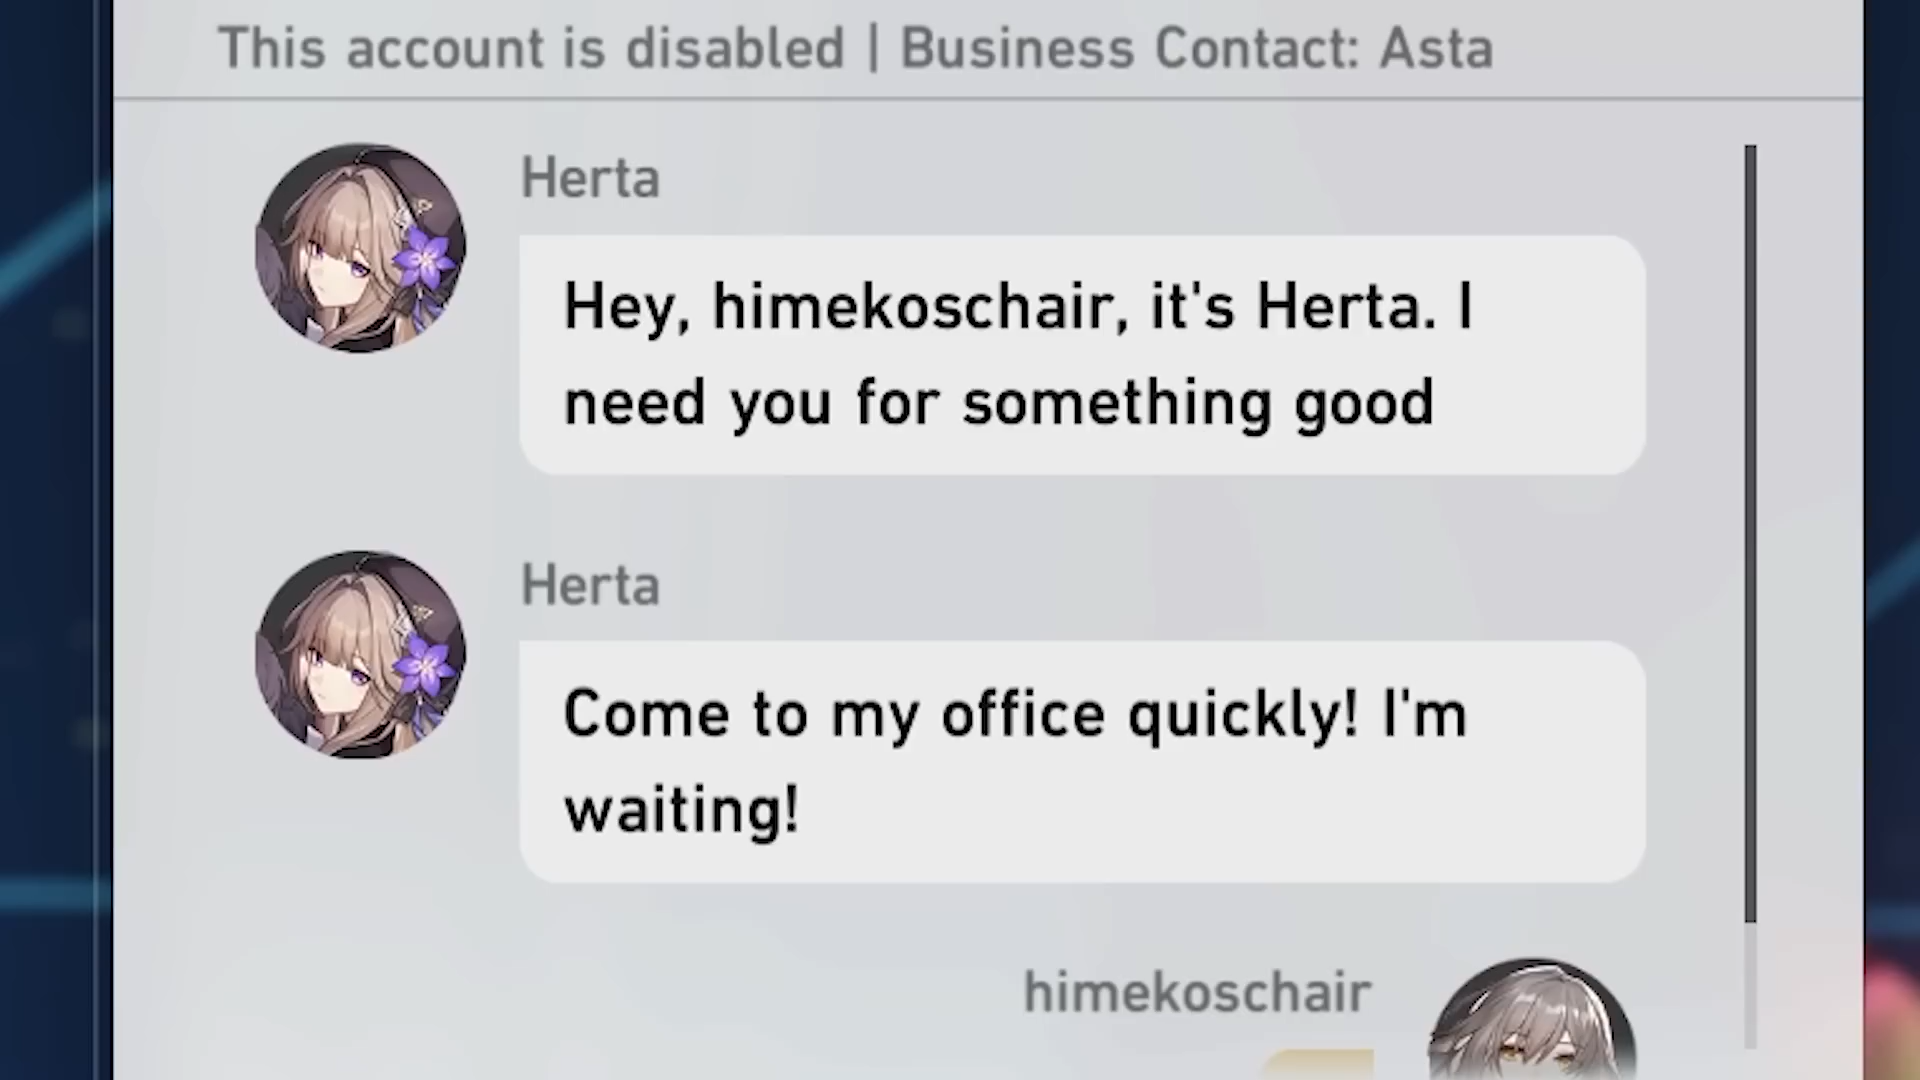 This account is disabled | Business Contact: Asta
Herta
Hey, himekoschair, it's Herta. I
need you for something good
Herta
Come to my office quickly! I'm
waiting!
himekoschair